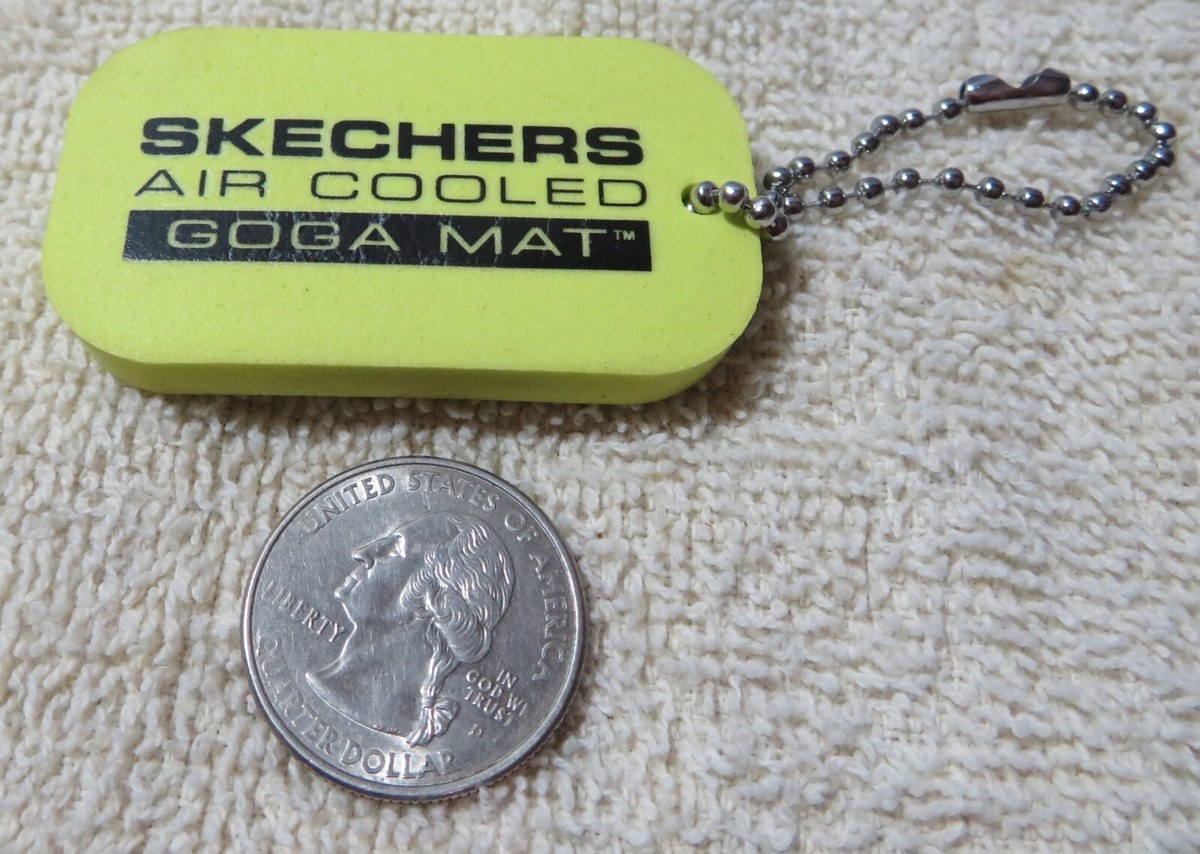 SKECHERS
AIR COOLED
GOGA MAT™
UNITED STATES OF AMERICA
LIBERTY
IN
GOD WE
TRUST
P
QUARTER DOLLAR